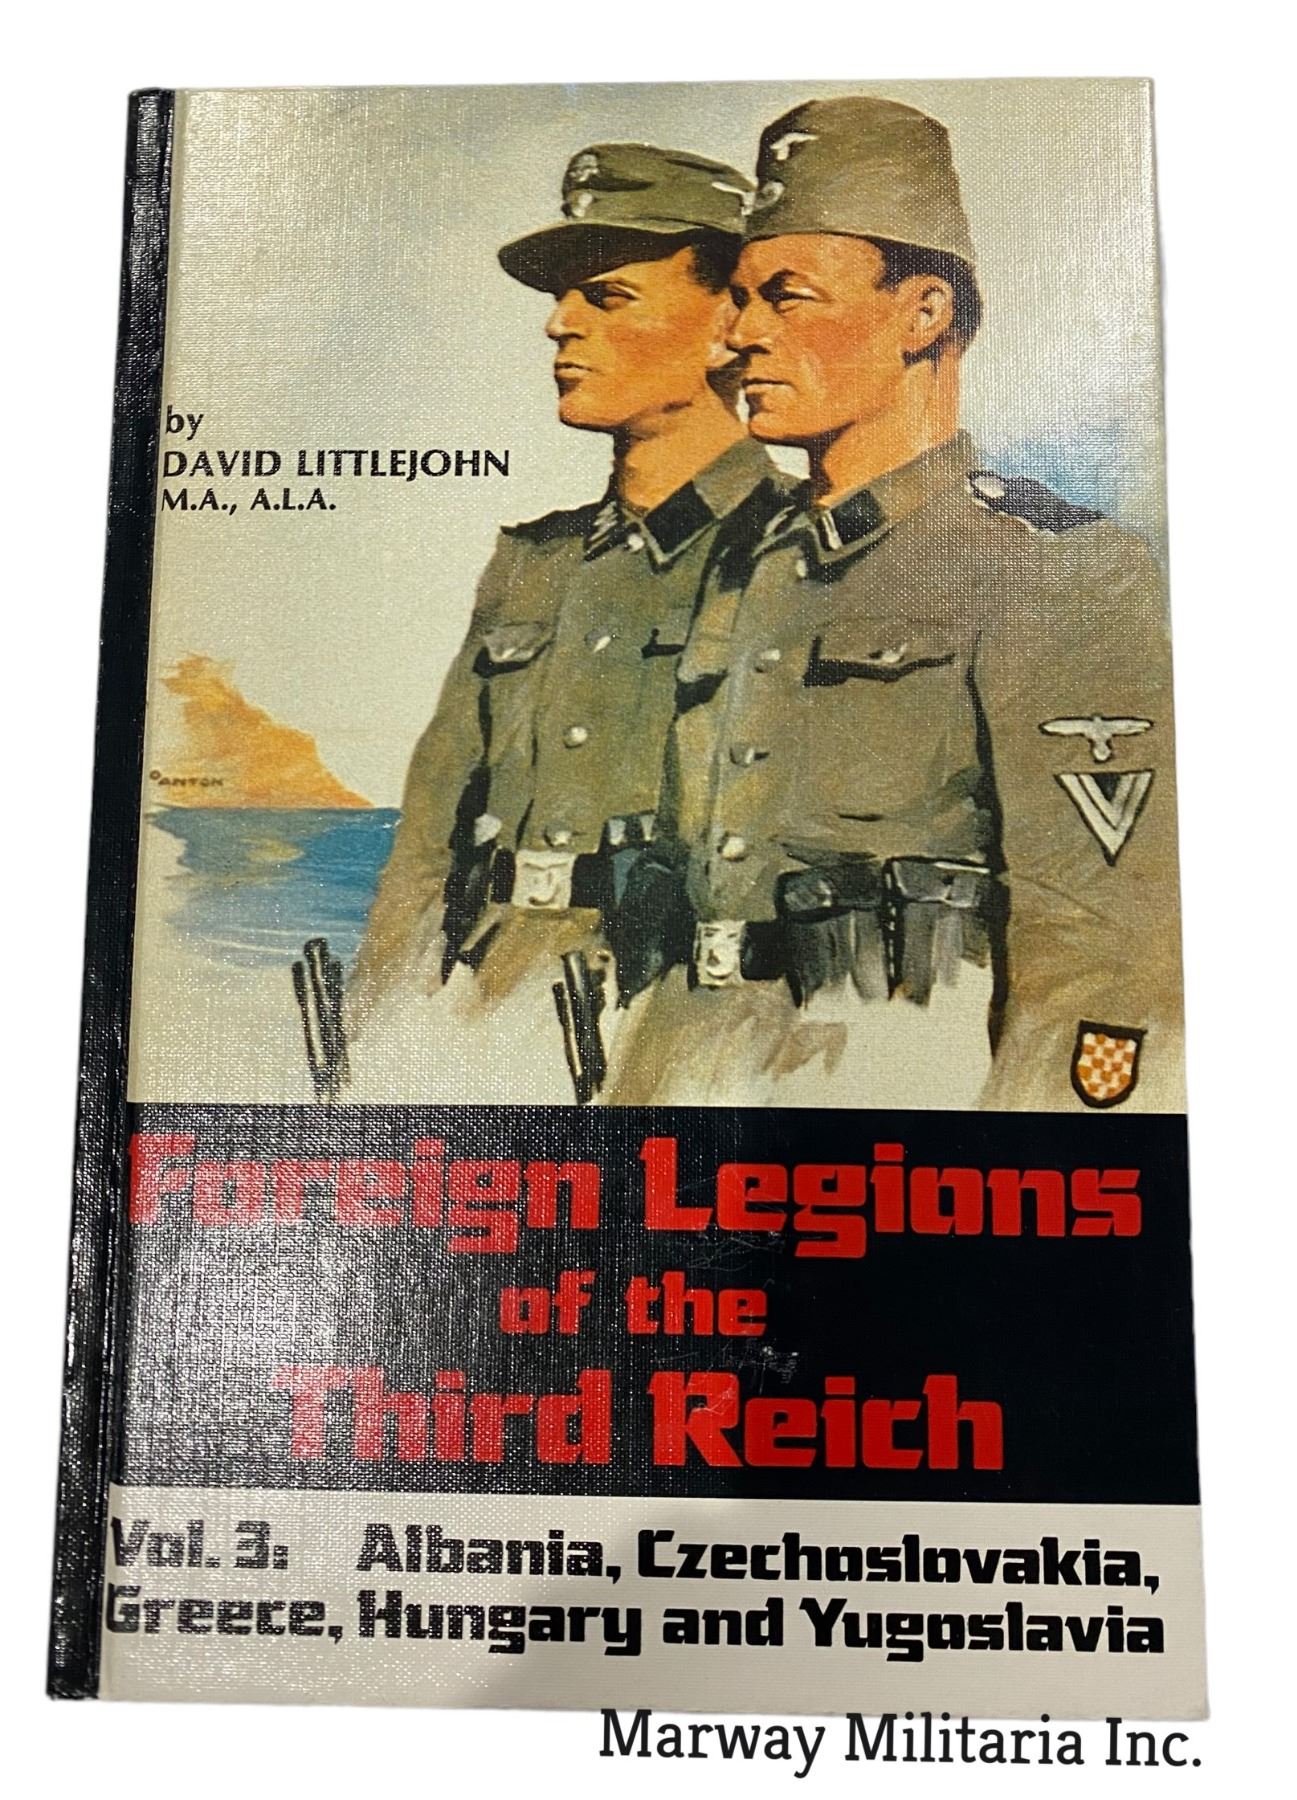 by
DAVID LITTLEJOHN
M.A., A.L.A.
ANTON
Foreign Legions
of the
Third Reich
Vol. 3: Albania, Czechoslovakia,
Greece, Hungary and Yugoslavia
Marway Militaria Inc.